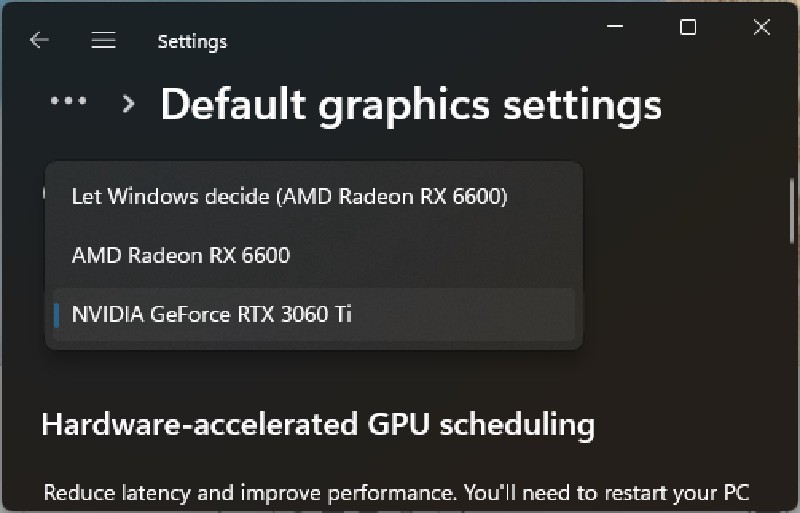 Settings
... > Default graphics settings
Let Windows decide (AMD Radeon RX 6600)
AMD Radeon RX 6600
NVIDIA GeForce RTX 3060 Ti
Hardware-accelerated GPU scheduling
Reduce latency and improve performance. You'll need to restart your PC